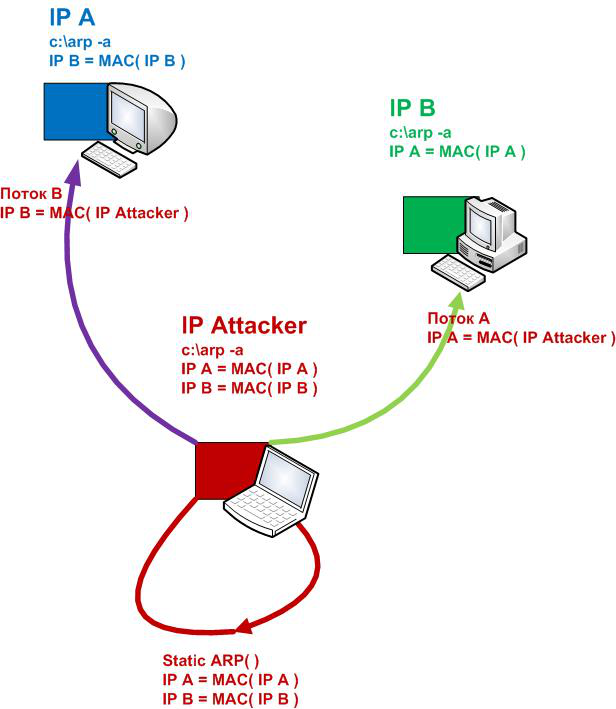 IP A
c:\arp -a
IP B = MAC( IP B )
IP B
c:\arp -a
IP A = MAC( IP A )
Поток B
IP B = MAC( IP Attacker )
Поток A
IP A = MAC( IP Attacker )
IP Attacker
c:\arp -a
IP A = MAC( IP A )
IP B = MAC( IP B )
Static ARP( )
IP A = MAC( IP A )
IP B = MAC( IP B )